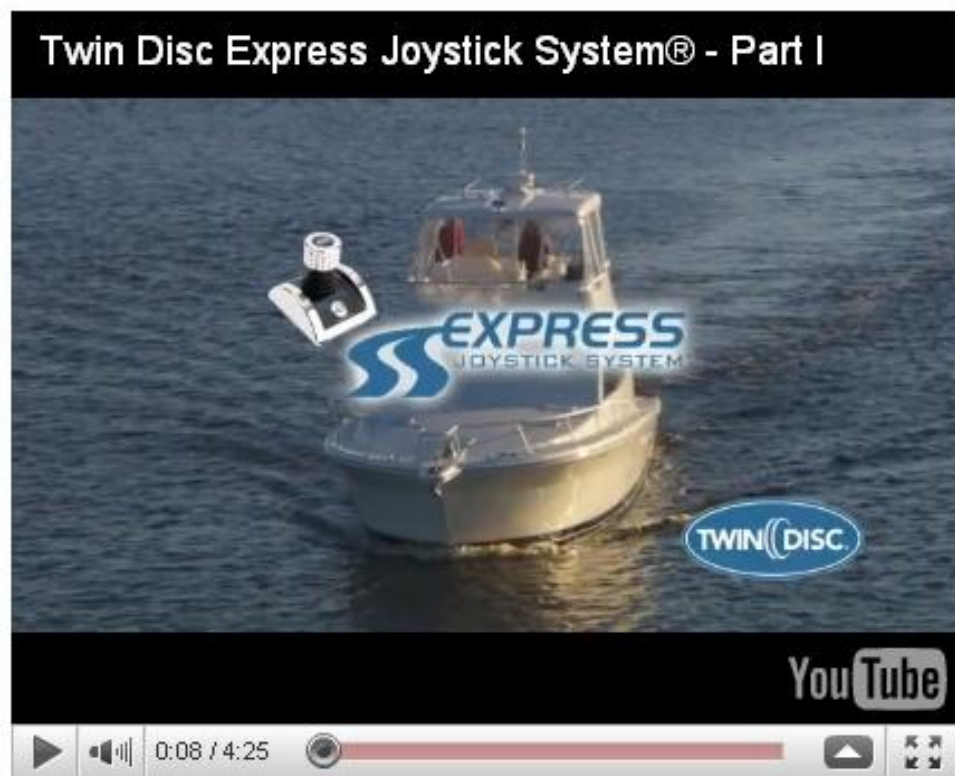 Twin Disc Express Joystick System® - Part I
EXPRESS
JOYSTICK SYSTEM
TWIN DISC
YouTube
0:08 / 4:25